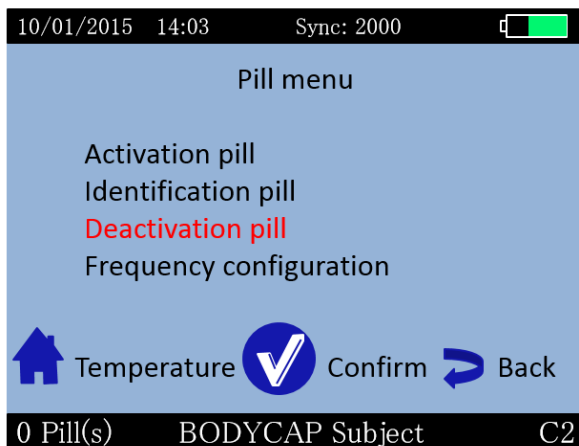 10/01/2015 14:03 Sync: 2000
Pill menu
Activation pill
Identification pill
Deactivation pill
Frequency configuration
Temperature Confirm Back
0 Pill(s) BODYCAP Subject C2